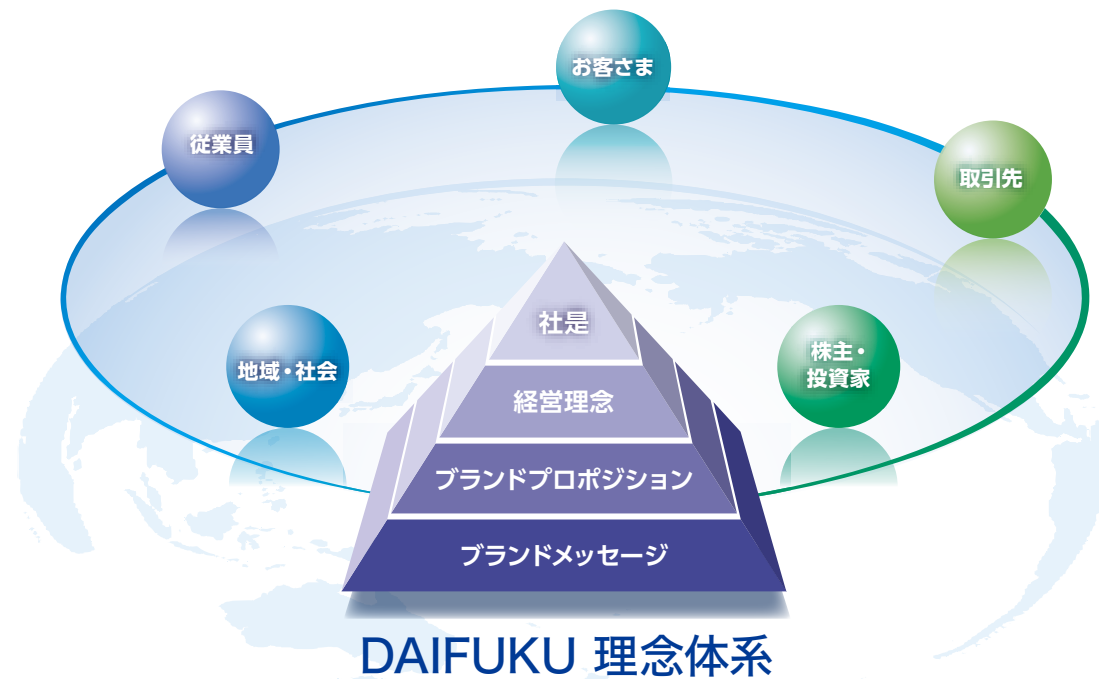 お客さま
従業員
取引先
社是
地域・社会
株主・
投資家
経営理念
ブランドプロポジション
ブランドメッセージ
DAIFUKU 理念体系